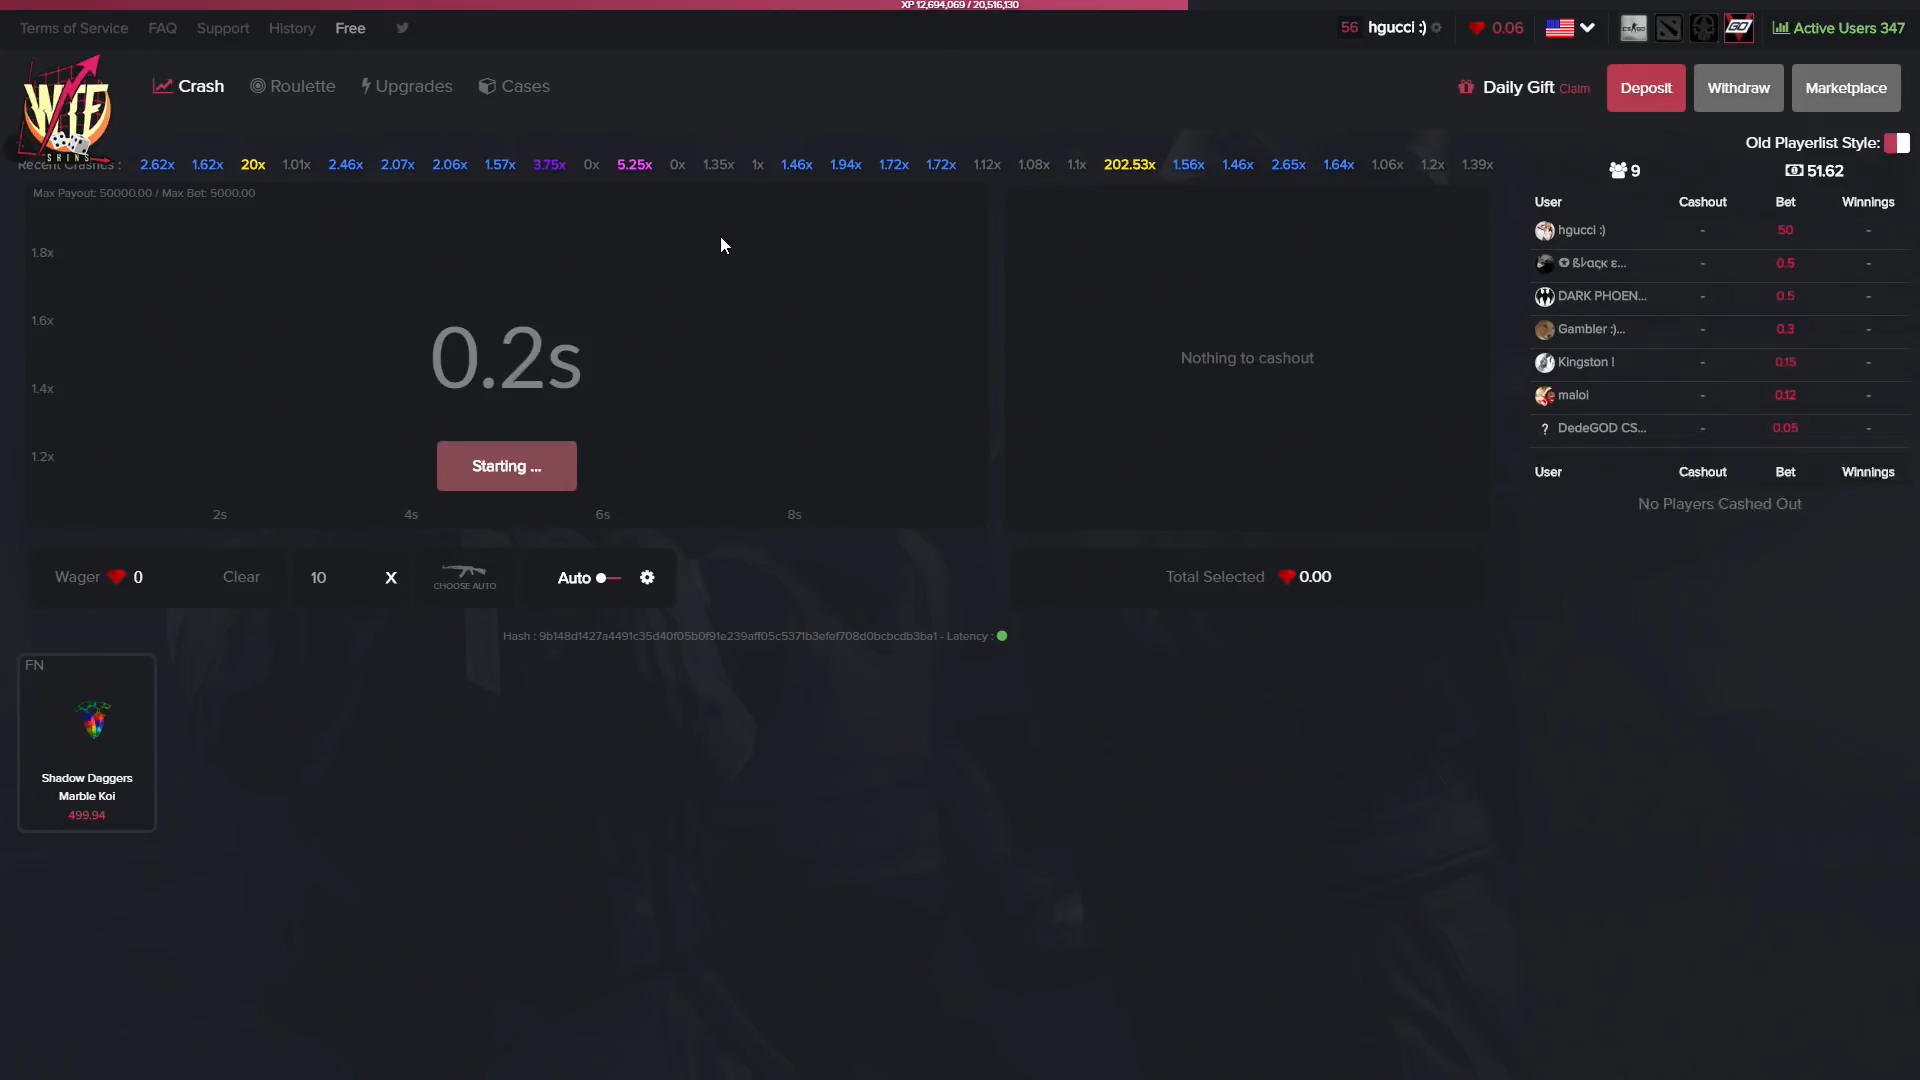 XP 12,694,069 / 20,516,130
Terms of Service FAQ Support History Free
56 hgucci :) 0.06 Active Users 347
WTF SKINS
Crash Roulette Upgrades Cases
Daily Gift Claim Deposit Withdraw Marketplace
Old Playerlist Style:
Recent Crashes : 2.62x 1.62x 20x 1.01x 2.46x 2.07x 2.06x 1.57x 3.75x 0x 5.25x 0x 1.35x 1x 1.46x 1.94x 1.72x 1.72x 1.12x 1.08x 1.1x 202.53x 1.56x 1.46x 2.65x 1.64x 1.06x 1.2x 1.39x
9 51.62
Max Payout: 50000.00 / Max Bet: 5000.00
User Cashout Bet Winnings
hgucci :) - 50 -
- 0.5 -
DARK PHOEN... - 0.5 -
Gambler :)... - 0.3 -
Kingston ! - 0.15 -
maloi - 0.12 -
? DedeGOD CS... - 0.05 -
User Cashout Bet Winnings
No Players Cashed Out
1.8x
1.6x
1.4x
1.2x
0.2s
Starting ...
2s 4s 6s 8s
Nothing to cashout
Wager 0 Clear 10 X CHOOSE AUTO Auto
Total Selected 0.00
Hash : 9b148d1427a4491c35d40f05b0f91e239aff05c5371b3efef708d0bcbcdb3ba1 - Latency :
FN
Shadow Daggers
Marble Koi
499.94